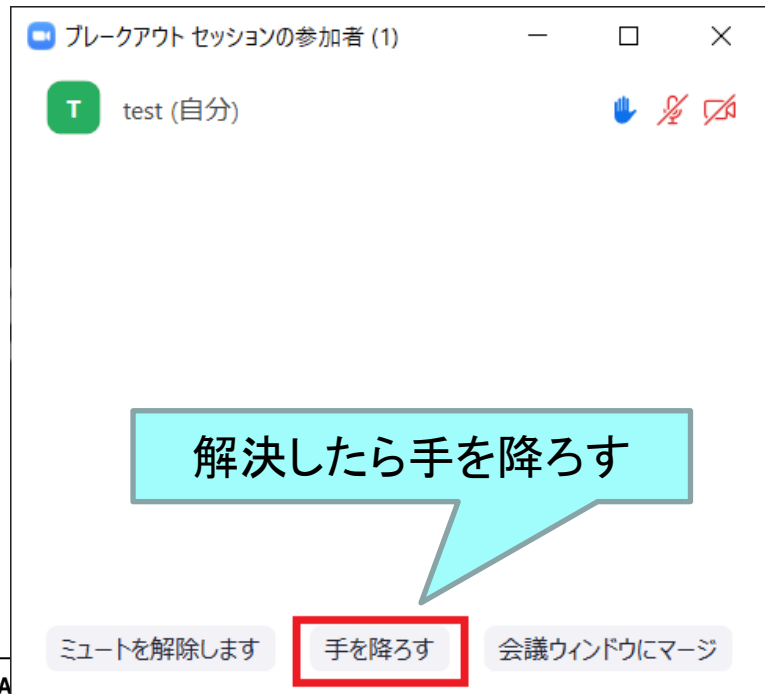 ブレークアウト セッションの参加者 (1)
T
test (自分)
解決したら手を降ろす
ミュートを解除します
手を降ろす
会議ウィンドウにマージ
A